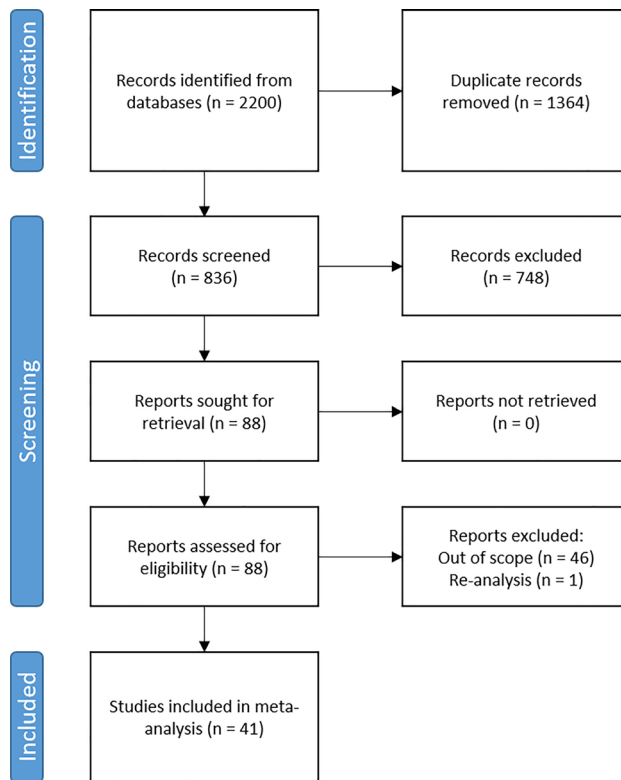 Identification
Records identified from
databases (n = 2200)
Duplicate records
removed (n = 1364)
Screening
Records screened
(n = 836)
Records excluded
(n = 748)
Reports sought for
retrieval (n = 88)
Reports not retrieved
(n = 0)
Reports assessed for
eligibility (n = 88)
Reports excluded:
Out of scope (n = 46)
Re-analysis (n = 1)
Included
Studies included in meta-
analysis (n = 41)